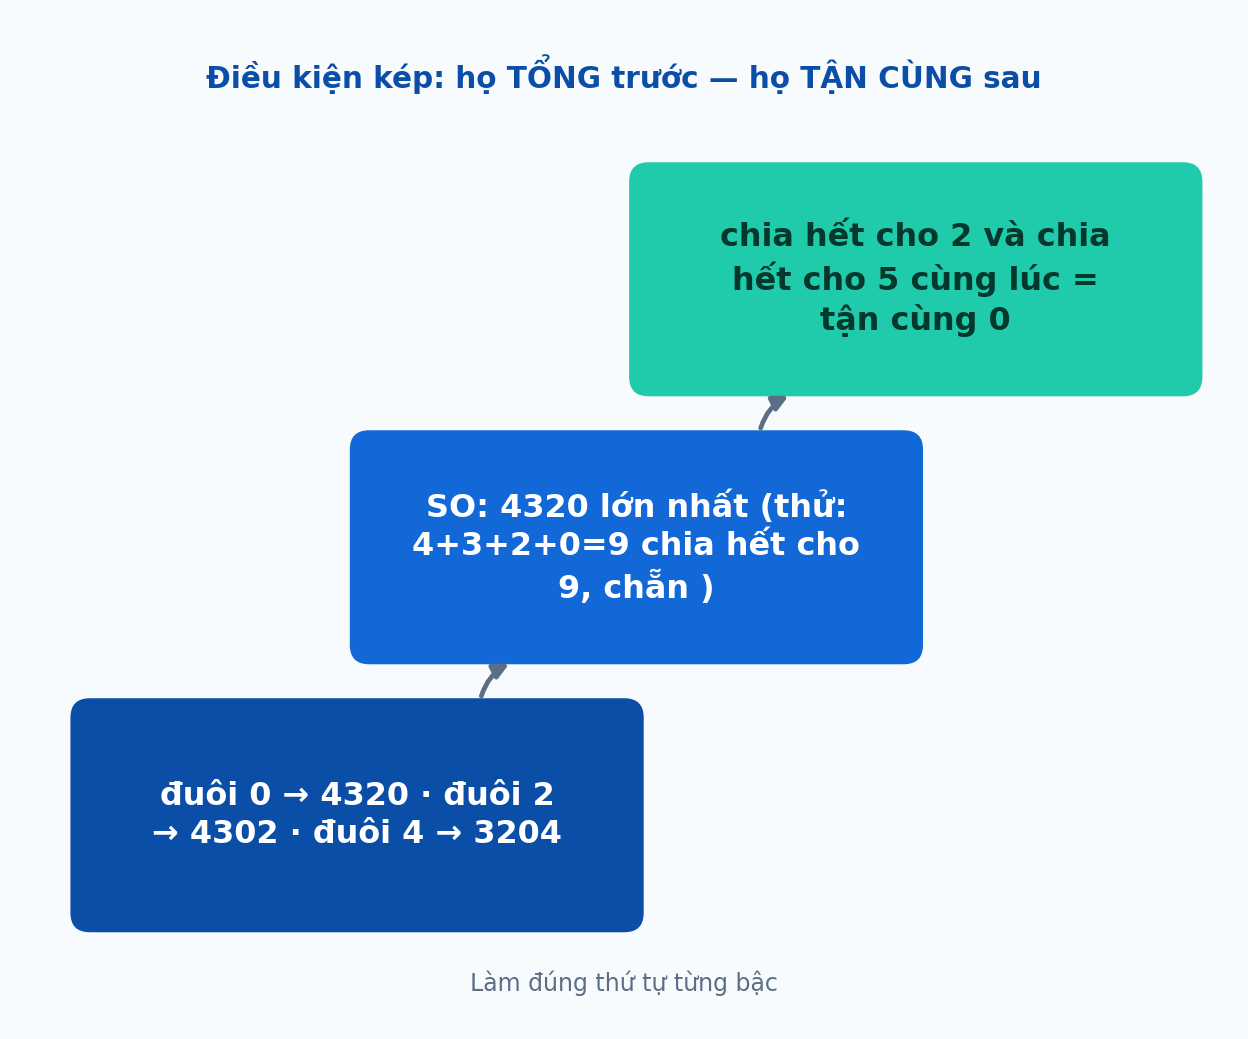 Điều kiện kép: họ TỔNG trước — họ TẬN CÙNG sau
chia hết cho 2 và chia
hết cho 5 cùng lúc =
tận cùng 0
SO: 4320 lớn nhất (thử:
4+3+2+0=9 chia hết cho
9, chẵn )
đuôi 0 → 4320 · đuôi 2
→ 4302 · đuôi 4 → 3204
Làm đúng thứ tự từng bậc